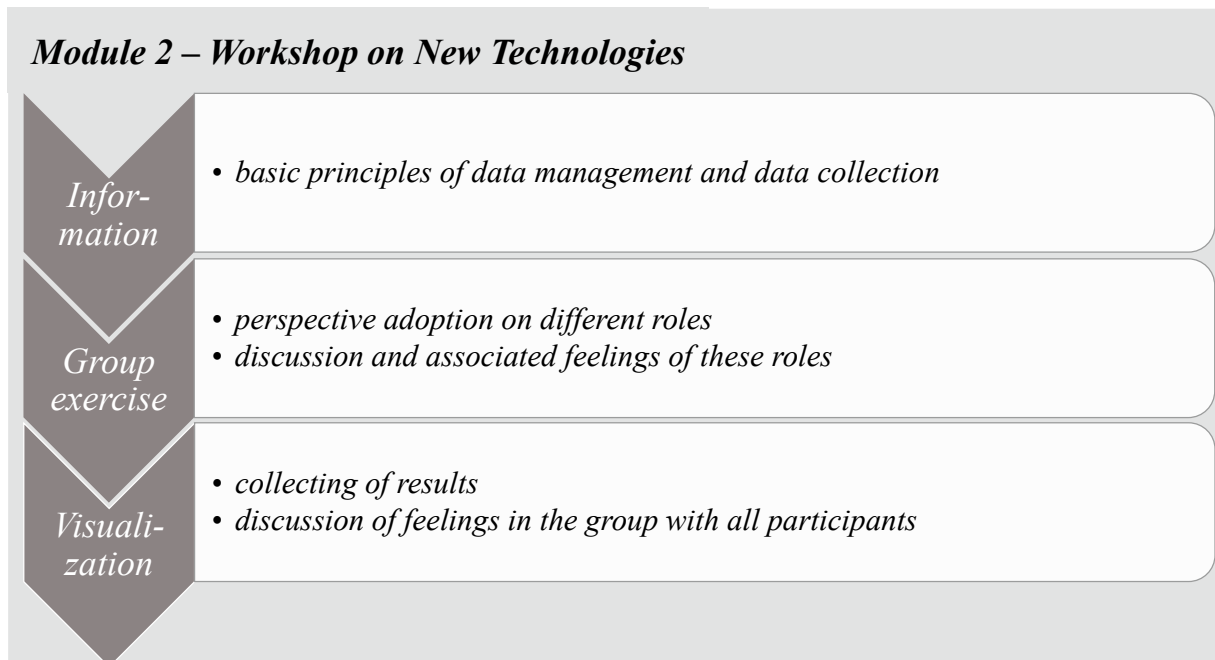 Module 2 – Workshop on New Technologies
Infor-
mation
• basic principles of data management and data collection
Group
exercise
• perspective adoption on different roles
• discussion and associated feelings of these roles
Visuali-
zation
• collecting of results
• discussion of feelings in the group with all participants